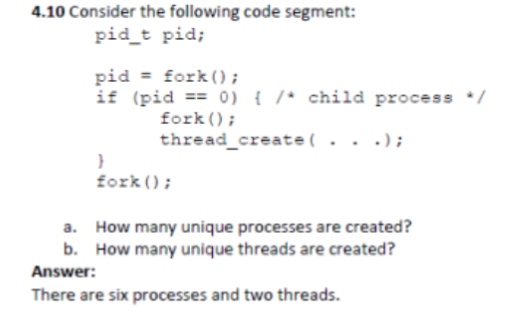 4.10 Consider the following code segment:
pid_t pid;
pid = fork();
if (pid == 0) { /* child process */
fork();
thread_create( . . .);
}
fork();
a. How many unique processes are created?
b. How many unique threads are created?
Answer:
There are six processes and two threads.